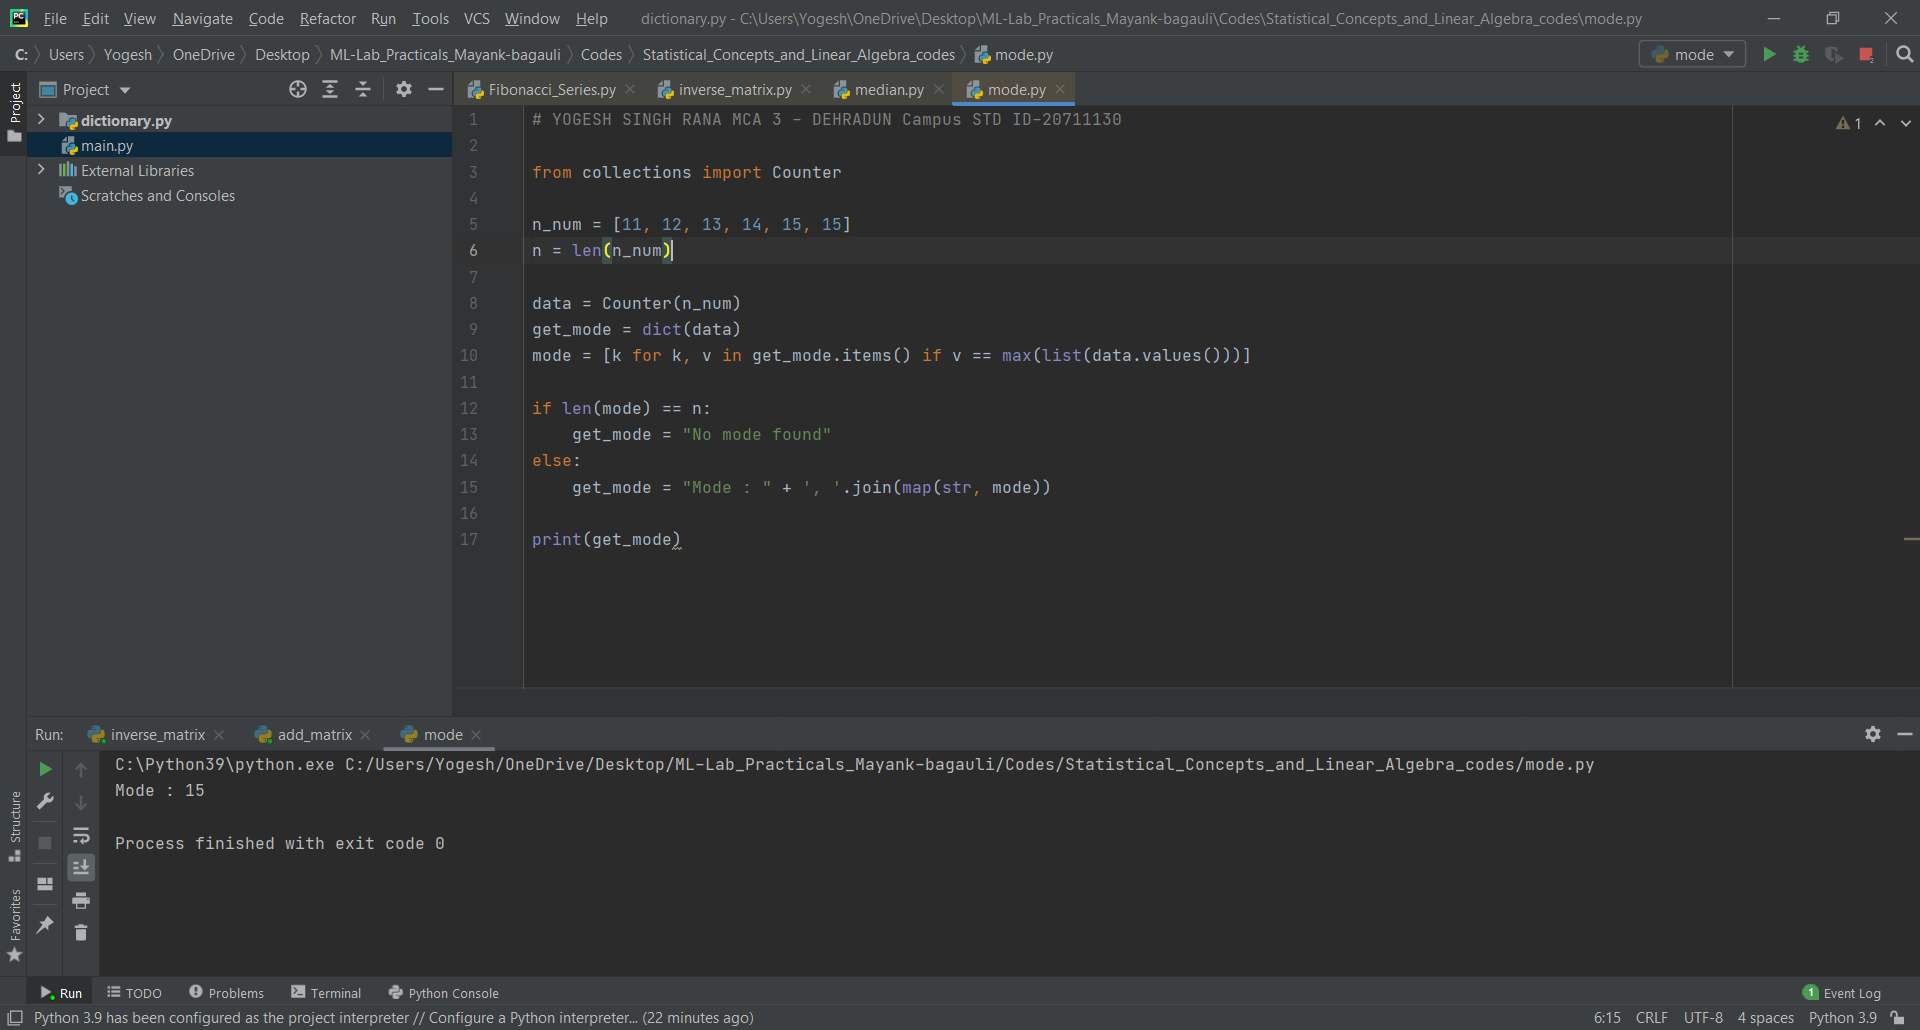 File Edit View Navigate Code Refactor Run Tools VCS Window Help dictionary.py - C:\Users\Yogesh\OneDrive\Desktop\ML-Lab_Practicals_Mayank-bagauli\Codes\Statistical_Concepts_and_Linear_Algebra_codes\mode.py
C: Users Yogesh OneDrive Desktop ML-Lab_Practicals_Mayank-bagauli Codes Statistical_Concepts_and_Linear_Algebra_codes mode.py mode
Project Project Fibonacci_Series.py inverse_matrix.py median.py mode.py
dictionary.py
main.py
External Libraries
Scratches and Consoles
1 # YOGESH SINGH RANA MCA 3 - DEHRADUN Campus STD ID-20711130 1
2
3 from collections import Counter
4
5 n_num = [11, 12, 13, 14, 15, 15]
6 n = len(n_num)
7
8 data = Counter(n_num)
9 get_mode = dict(data)
10 mode = [k for k, v in get_mode.items() if v == max(list(data.values()))]
11
12 if len(mode) == n:
13 get_mode = "No mode found"
14 else:
15 get_mode = "Mode : " + ', '.join(map(str, mode))
16
17 print(get_mode)
Run: inverse_matrix add_matrix mode
C:\Python39\python.exe C:/Users/Yogesh/OneDrive/Desktop/ML-Lab_Practicals_Mayank-bagauli/Codes/Statistical_Concepts_and_Linear_Algebra_codes/mode.py
Mode : 15
Process finished with exit code 0
Structure
Favorites
Run TODO Problems Terminal Python Console 1 Event Log
Python 3.9 has been configured as the project interpreter // Configure a Python interpreter... (22 minutes ago) 6:15 CRLF UTF-8 4 spaces Python 3.9